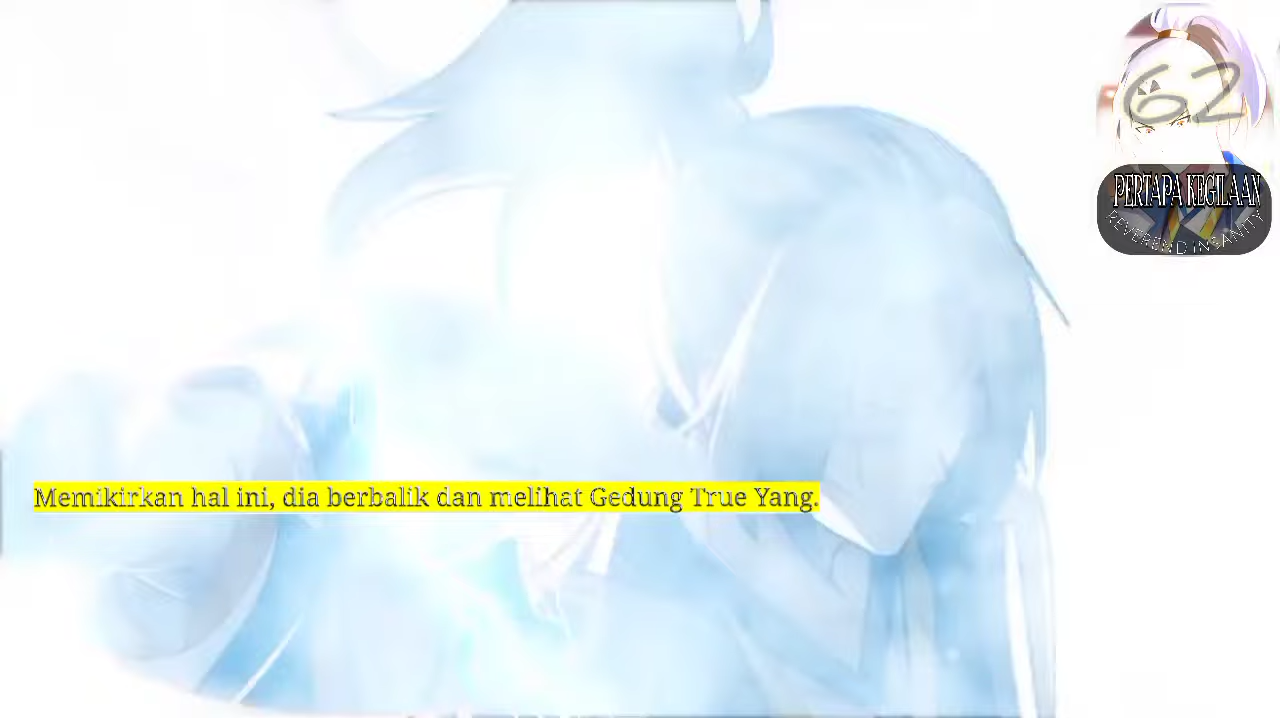 62
PERTAPA KEGILAAN
REVEREND INSANITY
Memikirkan hal ini, dia berbalik dan melihat Gedung True Yang.